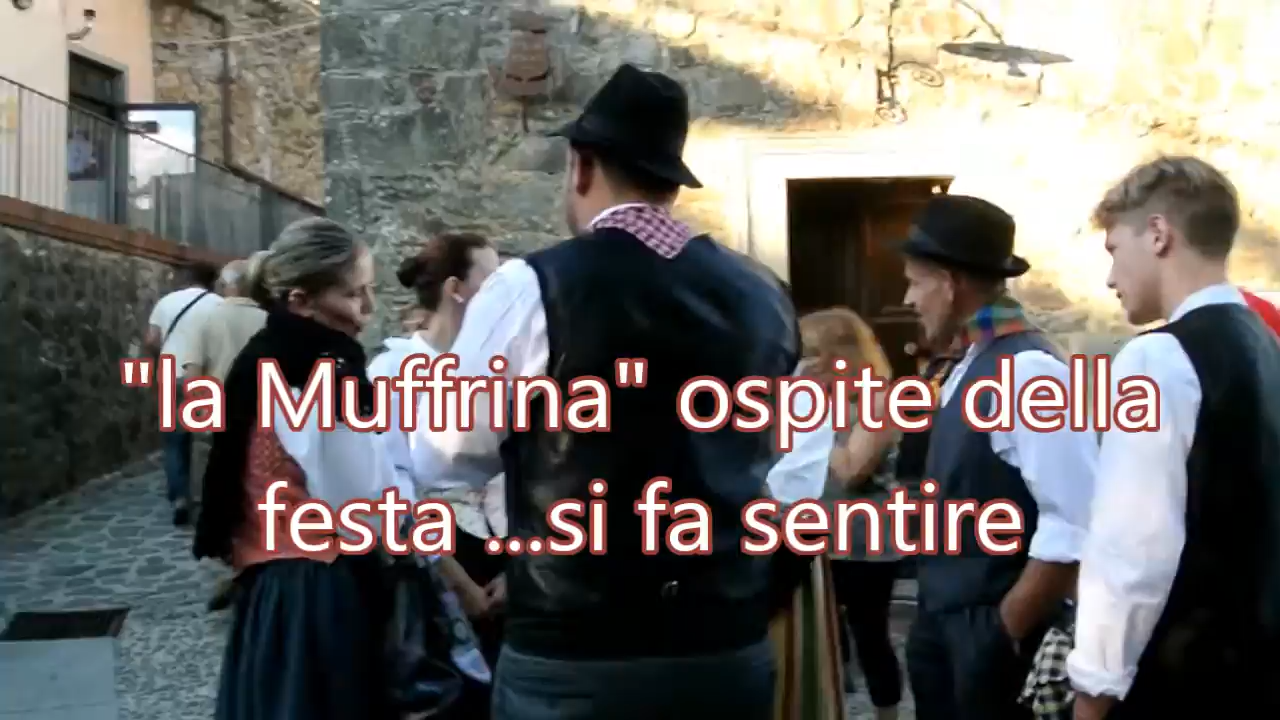 "la Muffrina" ospite della
festa ...si fa sentire